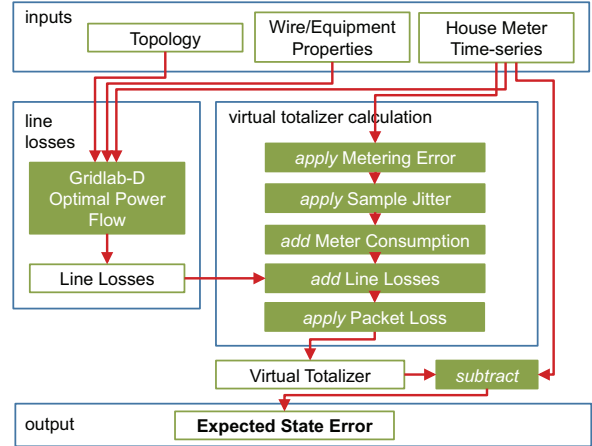 inputs
Topology
Wire/Equipment
Properties
House Meter
Time-series
line
losses
Gridlab-D
Optimal Power
Flow
Line Losses
virtual totalizer calculation
apply Metering Error
apply Sample Jitter
add Meter Consumption
add Line Losses
apply Packet Loss
Virtual Totalizer
subtract
output
Expected State Error